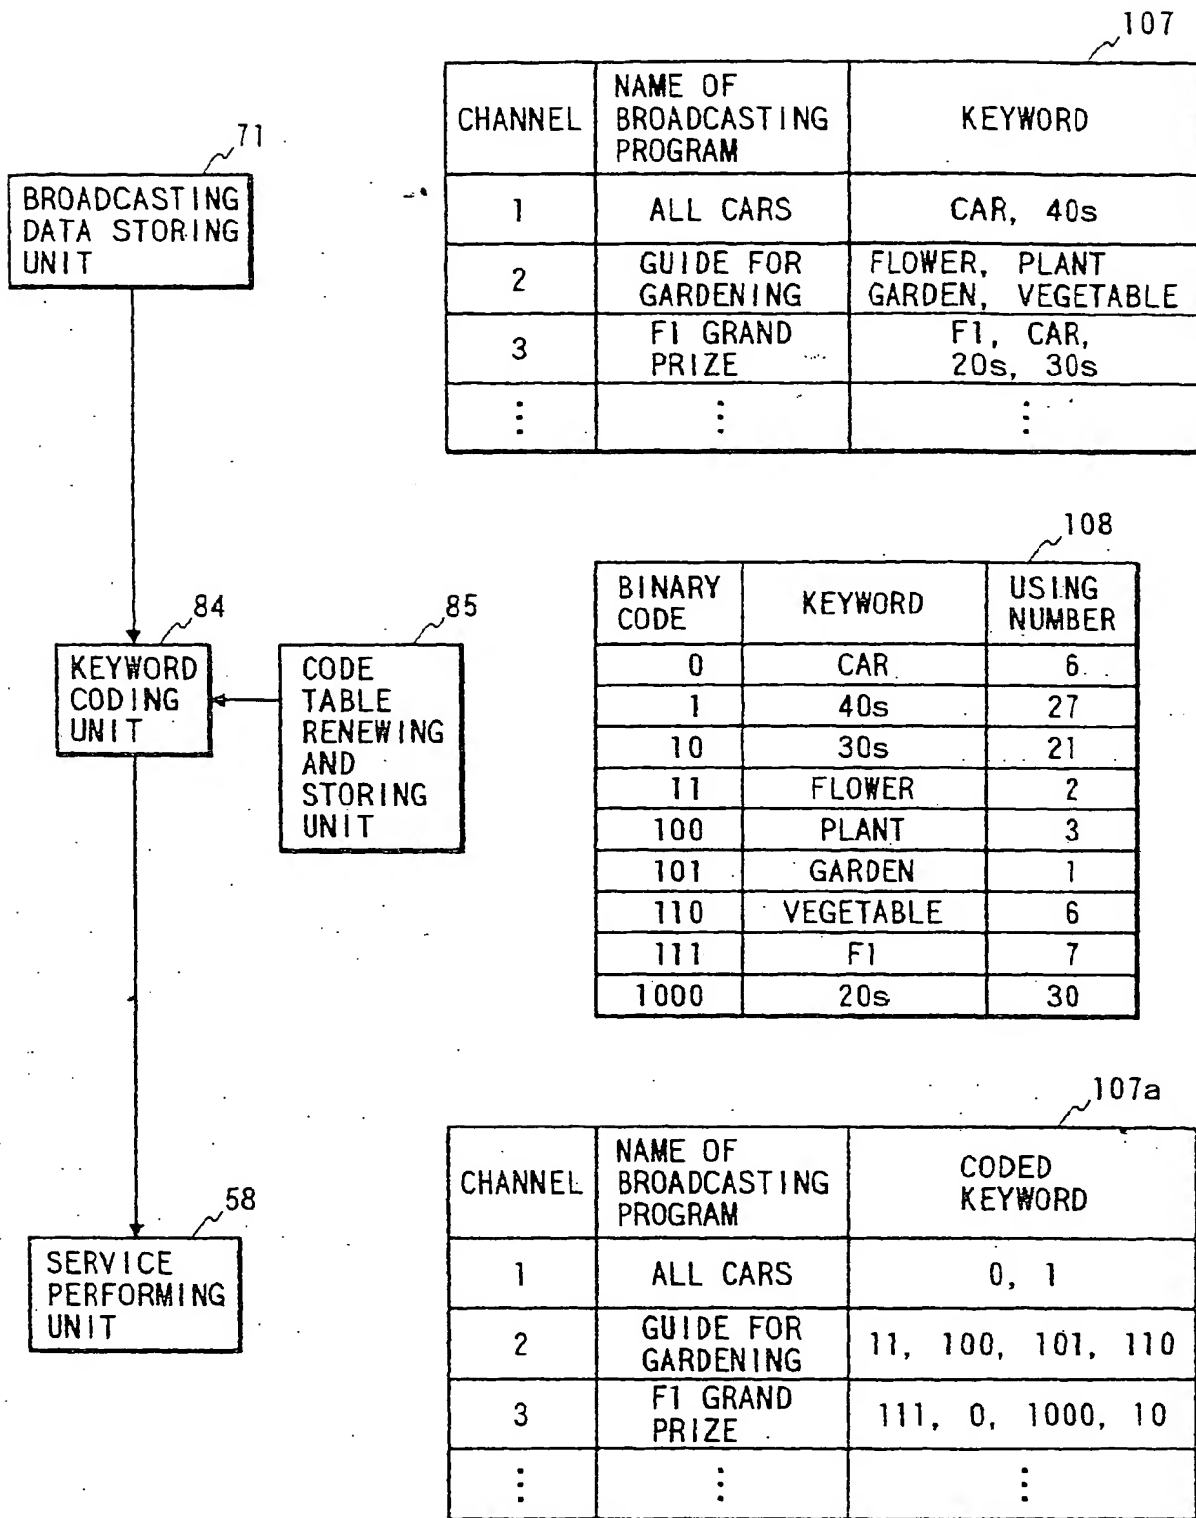 107
CHANNEL
NAME OF
BROADCASTING
PROGRAM
KEYWORD
1
ALL CARS
CAR, 40s
2
GUIDE FOR
GARDENING
FLOWER, PLANT
GARDEN, VEGETABLE
3
F1 GRAND
PRIZE
F1, CAR,
20s, 30s
71
BROADCASTING
DATA STORING
UNIT
108
BINARY
CODE
KEYWORD
USING
NUMBER
0 CAR 6
1 40s 27
10 30s 21
11 FLOWER 2
100 PLANT 3
101 GARDEN 1
110 VEGETABLE 6
111 F1 7
1000 20s 30
84
KEYWORD
CODING
UNIT
85
CODE
TABLE
RENEWING
AND
STORING
UNIT
107a
CHANNEL
NAME OF
BROADCASTING
PROGRAM
CODED
KEYWORD
1
ALL CARS
0, 1
2
GUIDE FOR
GARDENING
11, 100, 101, 110
3
F1 GRAND
PRIZE
111, 0, 1000, 10
58
SERVICE
PERFORMING
UNIT